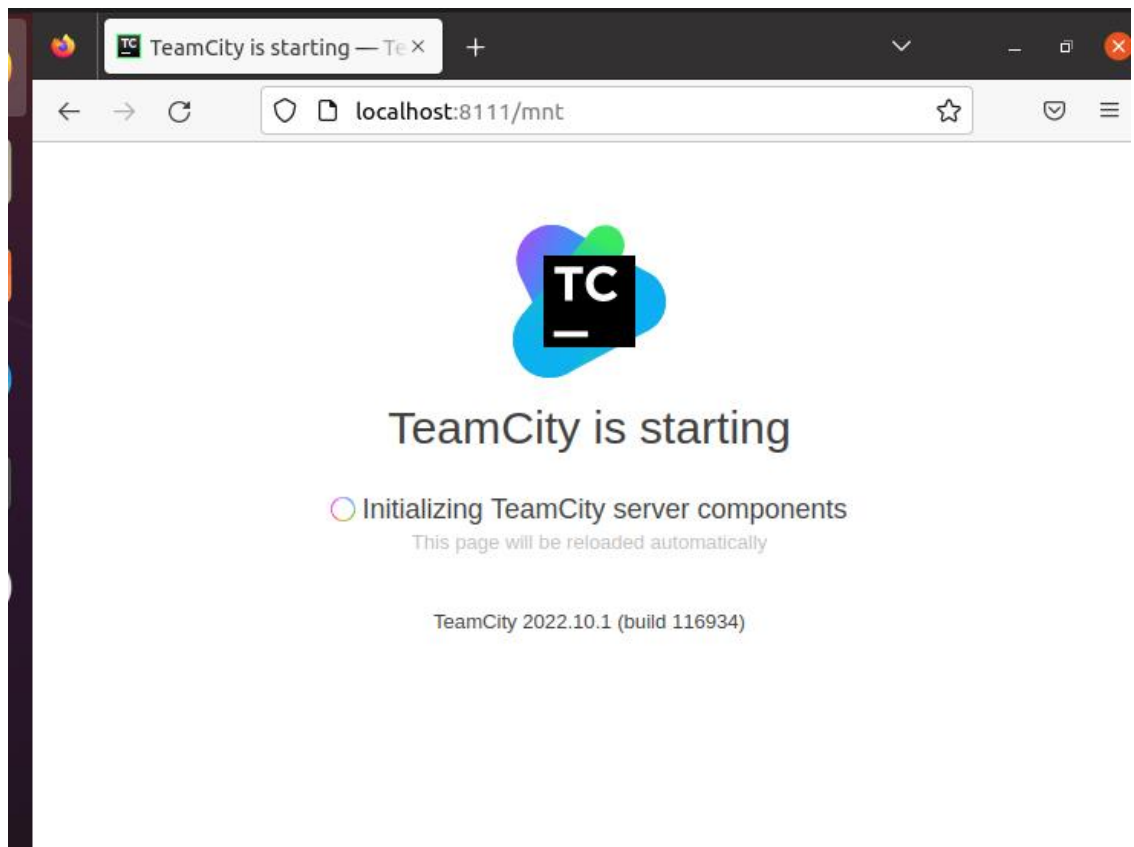 TC TeamCity is starting — Te
localhost:8111/mnt
TC
TeamCity is starting
Initializing TeamCity server components
This page will be reloaded automatically
TeamCity 2022.10.1 (build 116934)